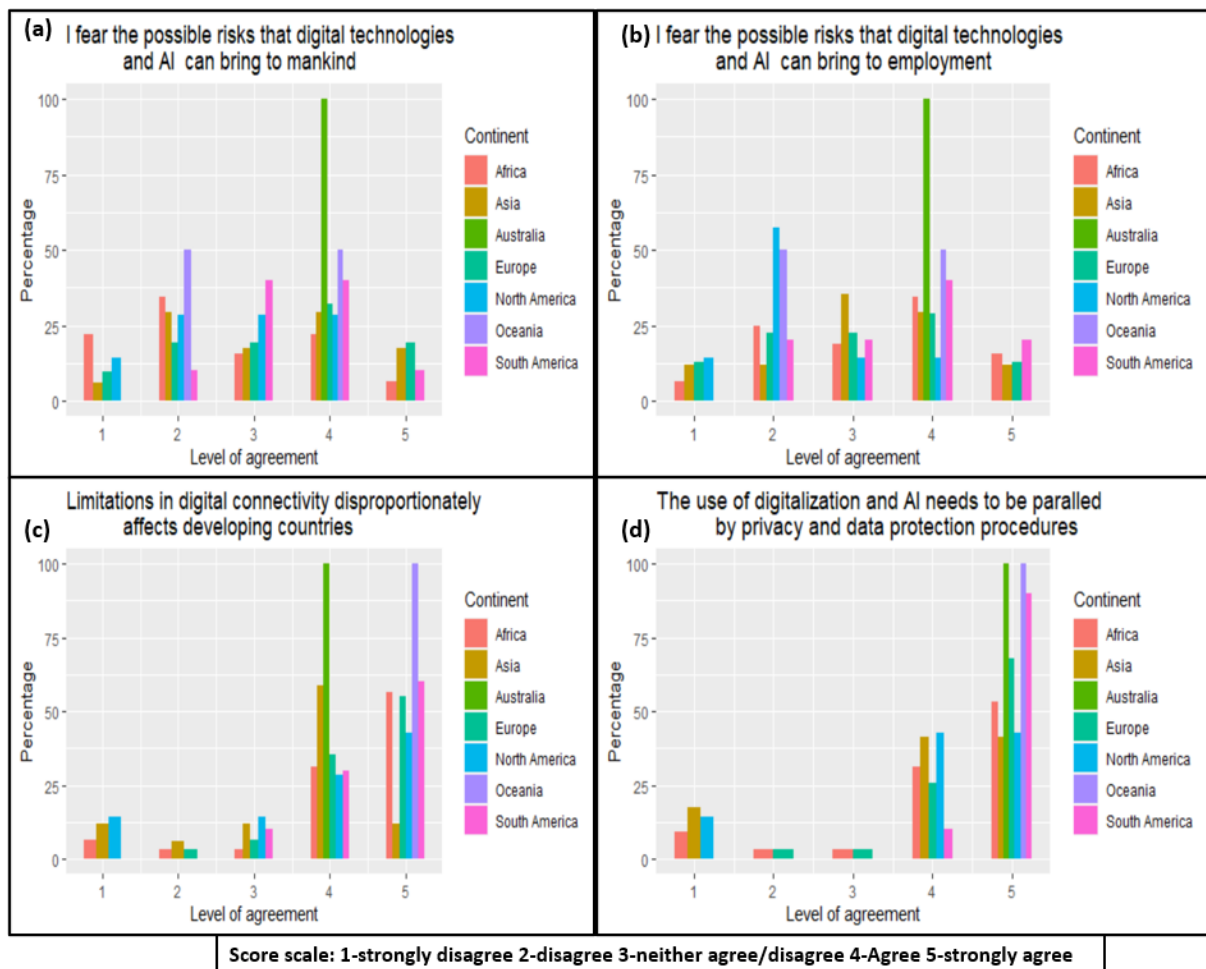 (a) I fear the possible risks that digital technologies
and AI can bring to mankind
100
75
50
25
0
Percentage
1 2 3 4 5
Level of agreement
Continent
Africa
Asia
Australia
Europe
North America
Oceania
South America
(b) I fear the possible risks that digital technologies
and AI can bring to employment
100
75
50
25
0
Percentage
1 2 3 4 5
Level of agreement
Continent
Africa
Asia
Australia
Europe
North America
Oceania
South America
(c) Limitations in digital connectivity disproportionately
affects developing countries
100
75
50
25
0
Percentage
1 2 3 4 5
Level of agreement
Continent
Africa
Asia
Australia
Europe
North America
Oceania
South America
(d) The use of digitalization and AI needs to be paralled
by privacy and data protection procedures
100
75
50
25
0
Percentage
1 2 3 4 5
Level of agreement
Continent
Africa
Asia
Australia
Europe
North America
Oceania
South America
Score scale: 1-strongly disagree 2-disagree 3-neither agree/disagree 4-Agree 5-strongly agree